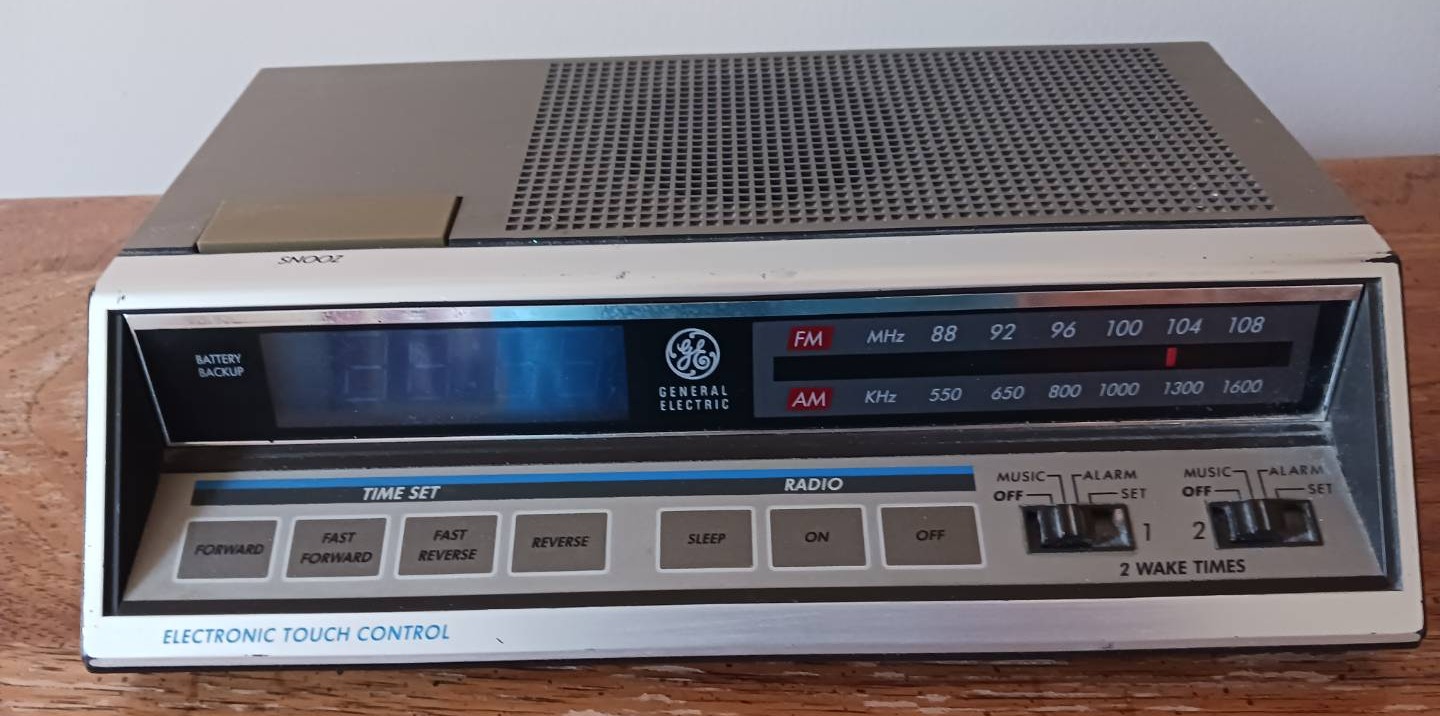 SNOOZ
BATTERY
BACKUP
GE
GENERAL
ELECTRIC
FM MHz 88 92 96 100 104 108
AM KHz 550 650 800 1000 1300 1600
TIME SET
RADIO
FORWARD
FAST
FORWARD
FAST
REVERSE
REVERSE
SLEEP
ON
OFF
MUSIC ALARM
OFF SET
1
MUSIC ALARM
OFF SET
2
2 WAKE TIMES
ELECTRONIC TOUCH CONTROL